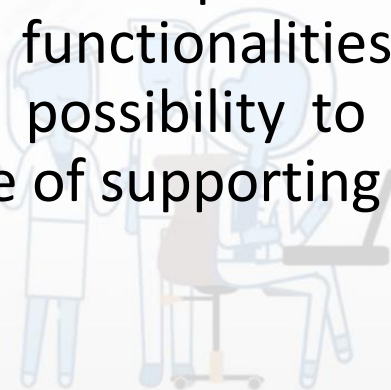 functionalities
possibility to
e of supporting